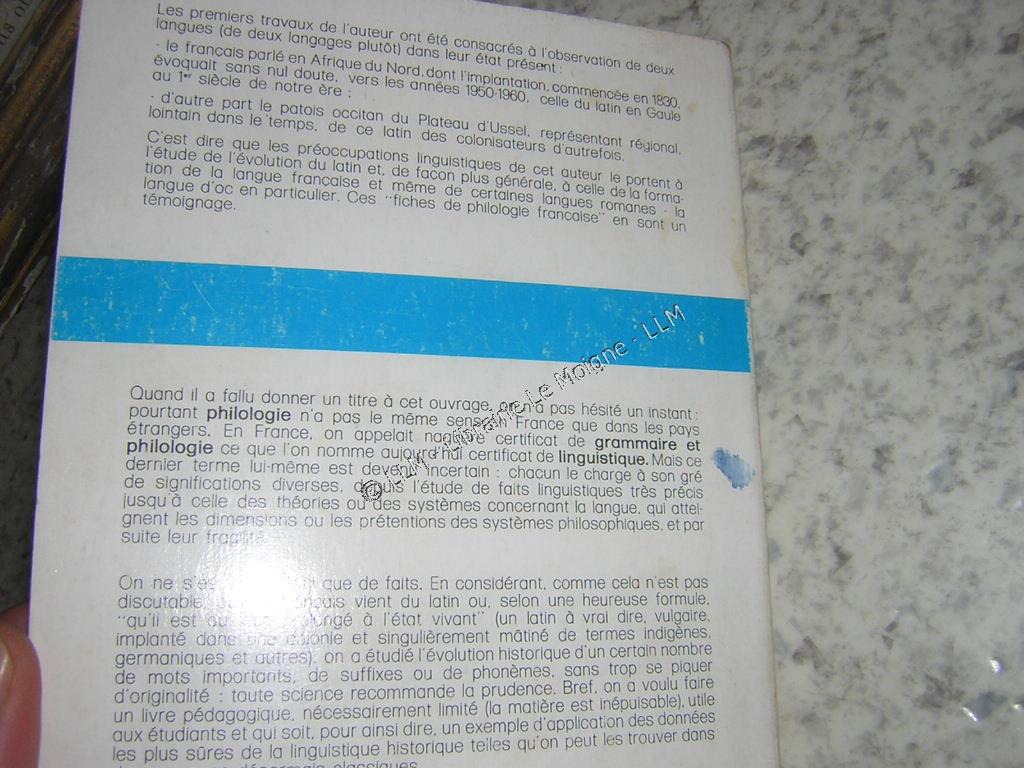 Les premiers travaux de l'auteur ont été consacrés à l'observation de deux
langues (de deux langages plutôt) dans leur état présent :
· le francais parlé en Afrique du Nord, dont l'implantation, commencée en 1830,
évoquait sans nul doute, vers les années 1950-1960, celle du latin en Gaule
au 1er siècle de notre ère ;
· d'autre part le patois occitan du Plateau d'Ussel, représentant régional,
lointain dans le temps, de ce latin des colonisateurs d'autrefois.
C'est dire que les préoccupations linguistiques de cet auteur le portent à
l'étude de l'évolution du latin et, de facon plus générale, à celle de la forma-
tion de la langue française et même de certaines langues romanes · la
langue d'oc en particulier. Ces "fiches de philologie francaise" en sont un
témoignage.
Quand il a fallu donner un titre à cet ouvrage, on n'a pas hésité un instant :
pourtant philologie n'a pas le même sens en France que dans les pays
étrangers. En France, on appelait certificat de grammaire et
philologie ce que l'on nomme aujourd'hui certificat de linguistique. Mais ce
dernier terme lui-même est devenu incertain : chacun le charge à son gré
de significations diverses, depuis l'étude de faits linguistiques très précis
jusqu'à celle des théories ou des systèmes concernant la langue, qui attei-
gnent les dimensions ou les prétentions des systèmes philosophiques, et par
suite leur fragilité.
On ne s'est que de faits. En considérant, comme cela n'est pas
discutable, français vient du latin ou, selon une heureuse formule,
"qu'il est prolongé à l'état vivant" (un latin à vrai dire, vulgaire,
implanté dans une colonie et singulièrement mâtiné de termes indigènes,
germaniques et autres), on a étudié l'évolution historique d'un certain nombre
de mots importants, de suffixes ou de phonèmes, sans trop se piquer
d'originalité : toute science recommande la prudence. Bref, on a voulu faire
un livre pédagogique, nécessairement limité (la matière est inépuisable), utile
aux étudiants et qui soit, pour ainsi dire, un exemple d'application des données
les plus sûres de la linguistique historique telles qu'on peut les trouver dans
désormais classiques.
© LLM - Librairie Le Moigne - LLM